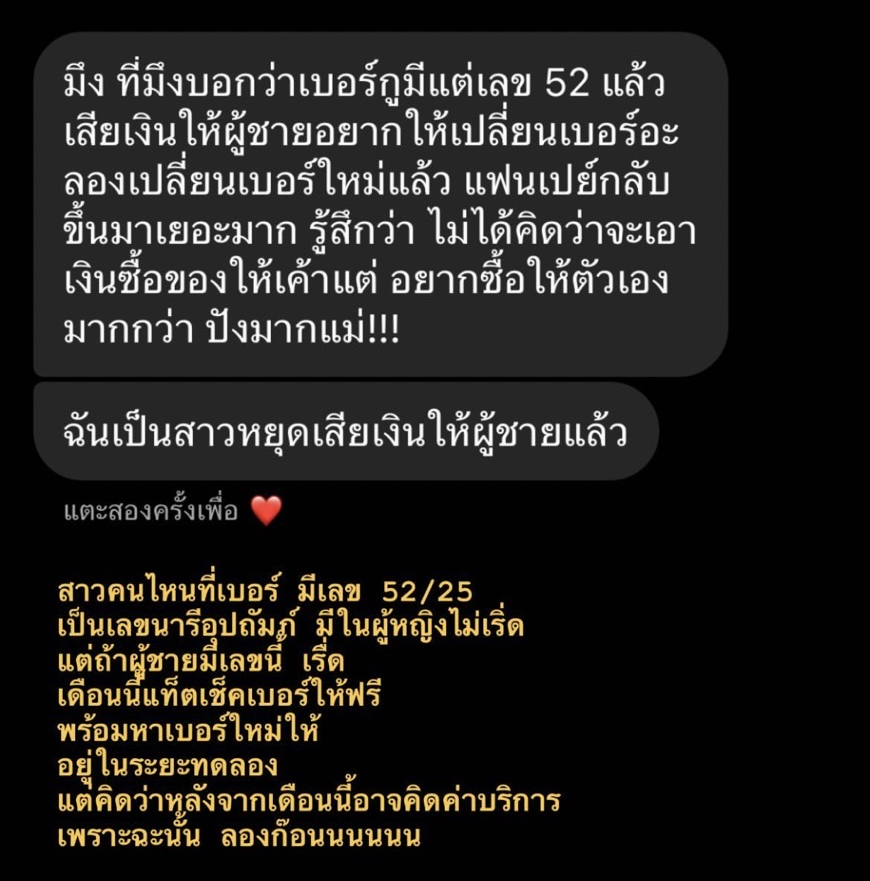 มึง ที่มึงบอกว่าเบอร์กูมีแต่เลข 52 แล้ว
เสียเงินให้ผู้ชายอยากให้เปลี่ยนเบอร์อะ
ลองเปลี่ยนเบอร์ใหม่แล้ว แฟนเปย์กลับ
ขึ้นมาเยอะมาก รู้สึกว่า ไม่ได้คิดว่าจะเอา
เงินซื้อของให้เค้าแต่ อยากซื้อให้ตัวเอง
มากกว่า ปังมากแม่!!!
ฉันเป็นสาวหยุดเสียเงินให้ผู้ชายแล้ว
แตะสองครั้งเพื่อ ❤️
สาวคนไหนที่เบอร์ มีเลข 52/25
เป็นเลขนารีอุปถัมภ์ มีในผู้หญิงไม่เริ่ด
แต่ถ้าผู้ชายมีเลขนี้ เริ่ด
เดือนนี้แท็ตเช็คเบอร์ให้ฟรี
พร้อมหาเบอร์ใหม่ให้
อยู่ในระยะทดลอง
แต่คิดว่าหลังจากเดือนนี้อาจคิดค่าบริการ
เพราะฉะนั้น ลองก๊อนนนนนน